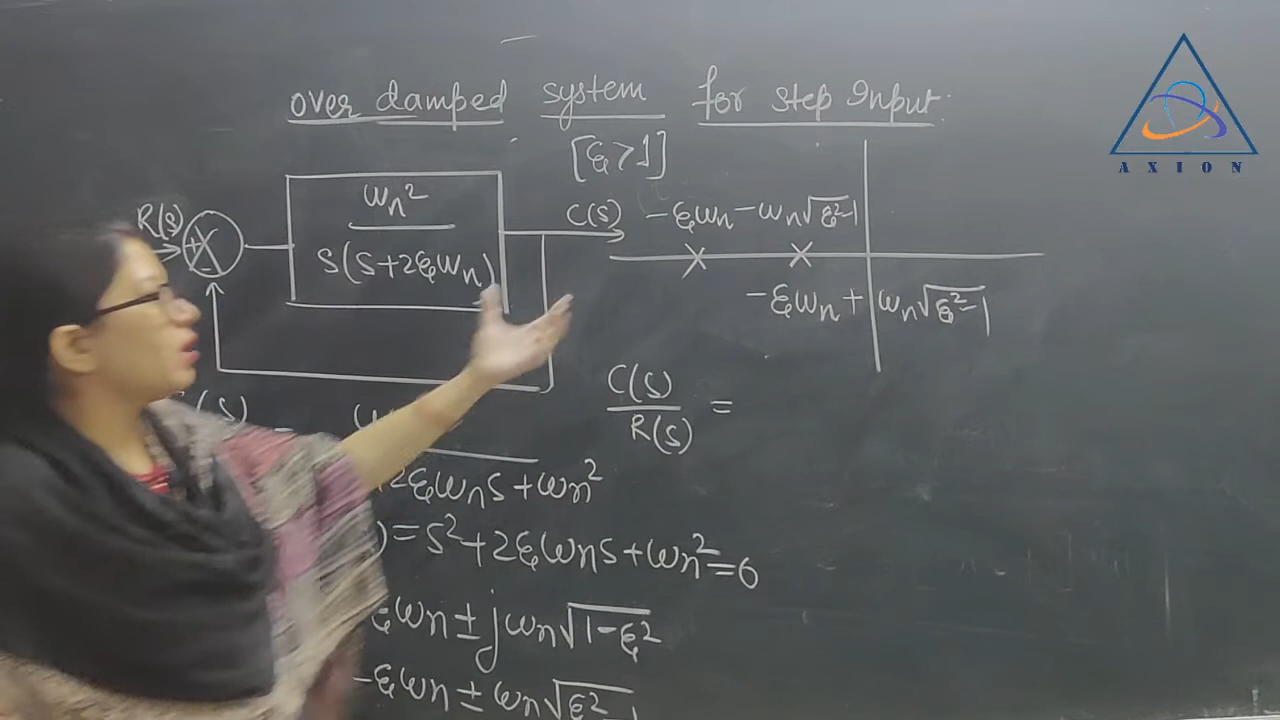 over damped system for step Input.
[ξ > 1]
R(s)
+
-
ωn²
S(S+2ξωn)
C(S)
-ξωn - ωn√ξ²-1
-ξωn + ωn√ξ²-1
C(S)
R(S)
=
2ξωnS + ωn²
) = S² + 2ξωnS + ωn² = 0
ξωn ± jωn√1-ξ²
-ξωn ± ωn√ξ²-1
AXION